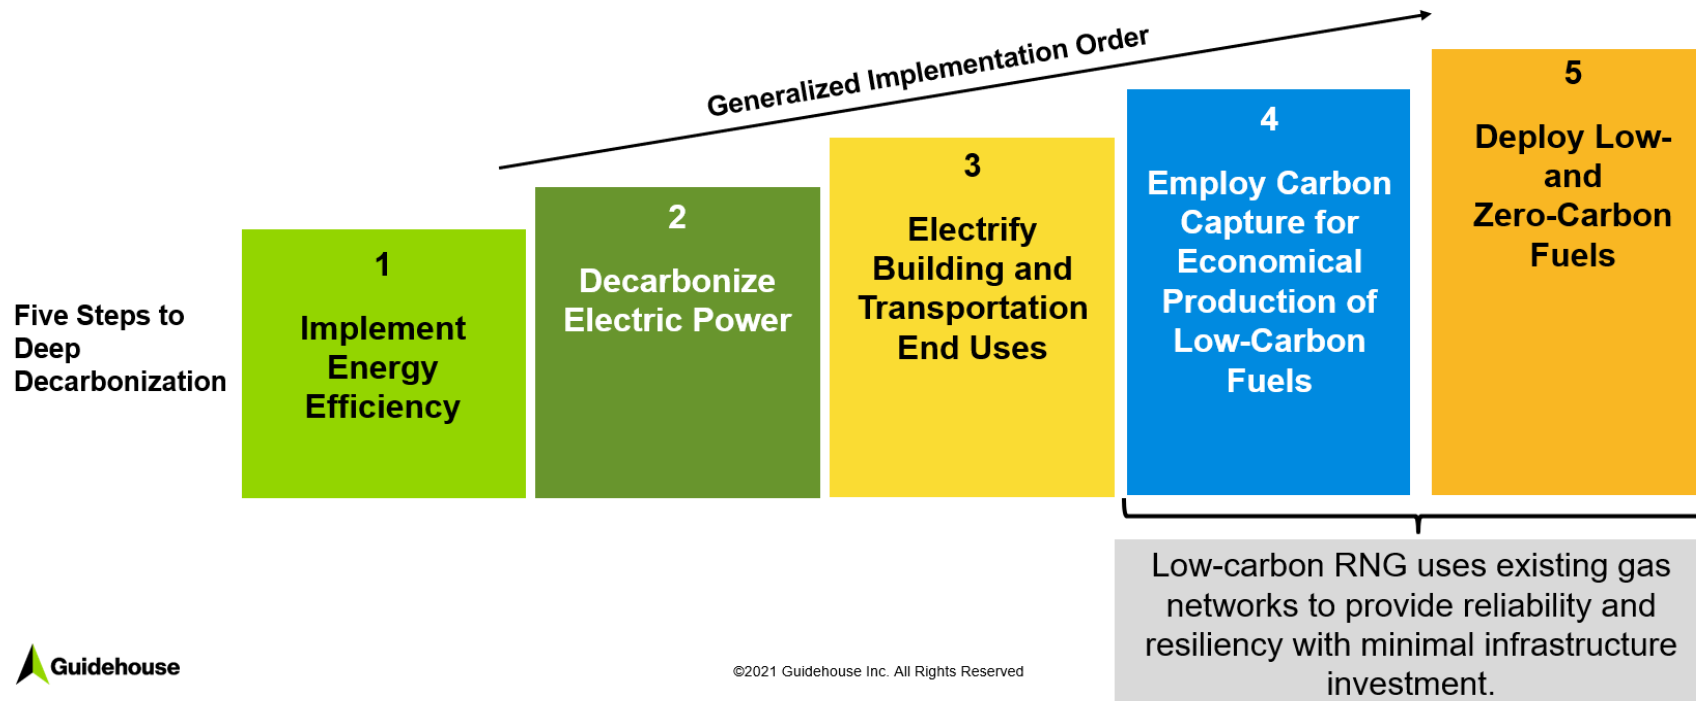 Generalized Implementation Order
Five Steps to
Deep
Decarbonization
1
Implement
Energy
Efficiency
2
Decarbonize
Electric Power
3
Electrify
Building and
Transportation
End Uses
4
Employ Carbon
Capture for
Economical
Production of
Low-Carbon
Fuels
5
Deploy Low-
and
Zero-Carbon
Fuels
Low-carbon RNG uses existing gas
networks to provide reliability and
resiliency with minimal infrastructure
investment.
Guidehouse
©2021 Guidehouse Inc. All Rights Reserved